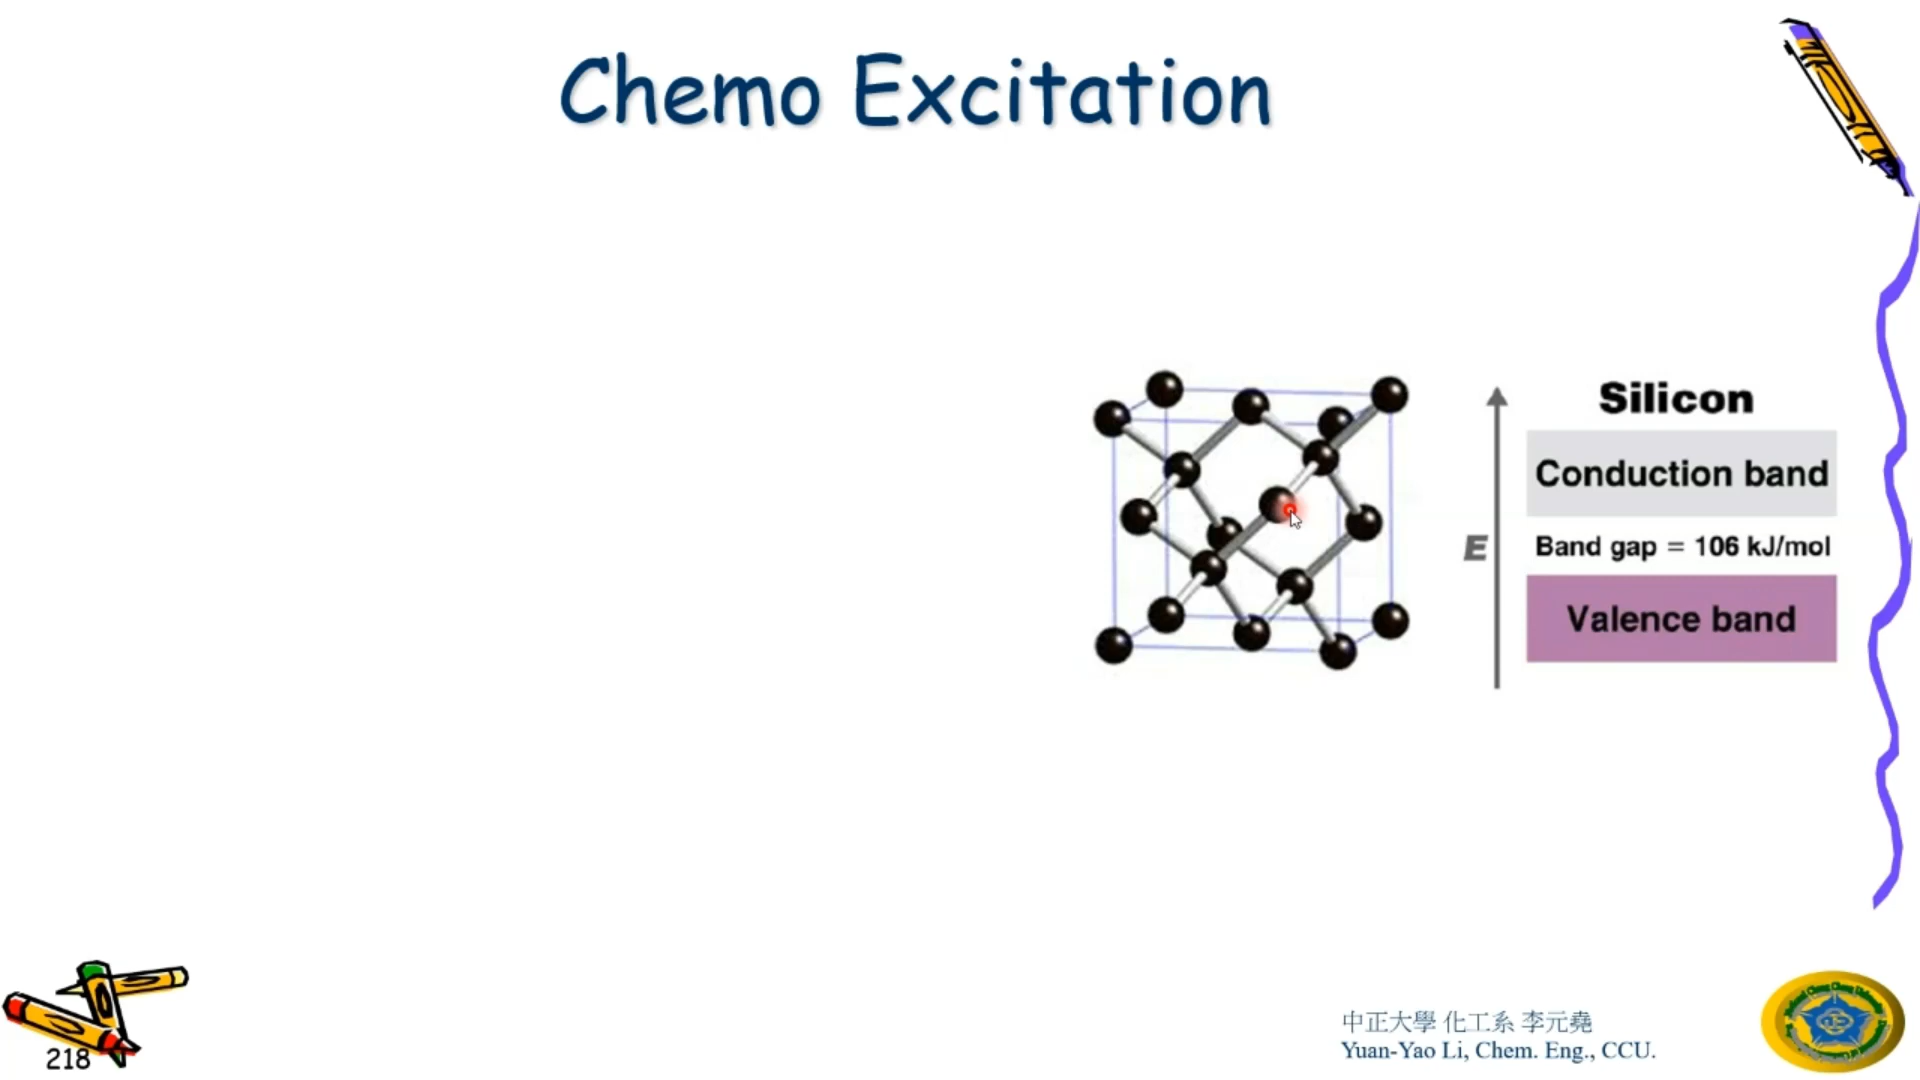 Chemo Excitation
Silicon
Conduction band
E
Band gap = 106 kJ/mol
Valence band
218
中正大學 化工系 李元堯
Yuan-Yao Li, Chem. Eng., CCU.